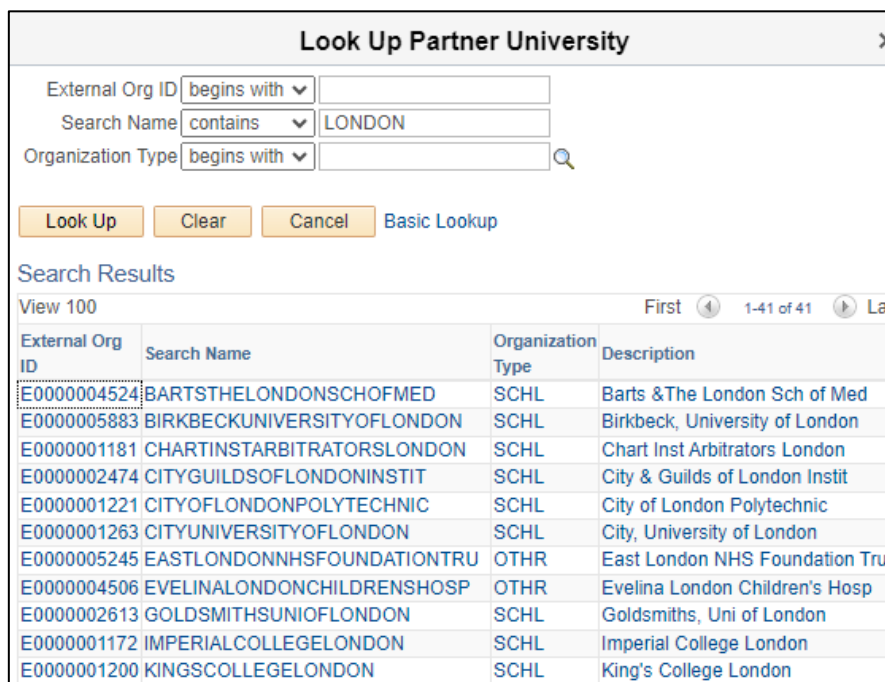 Look Up Partner University
External Org ID begins with
Search Name contains LONDON
Organization Type begins with
Look Up Clear Cancel Basic Lookup
Search Results
View 100 First 1-41 of 41 La
External Org ID Search Name Organization Type Description
E0000004524 BARTSTHELONDONSCHOFMED SCHL Barts &The London Sch of Med
E0000005883 BIRKBECKUNIVERSITYOFLONDON SCHL Birkbeck, University of London
E0000001181 CHARTINSTARBITRATORSLONDON SCHL Chart Inst Arbitrators London
E0000002474 CITYGUILDSOFLONDONINSTIT SCHL City & Guilds of London Instit
E0000001221 CITYOFLONDONPOLYTECHNIC SCHL City of London Polytechnic
E0000001263 CITYUNIVERSITYOFLONDON SCHL City, University of London
E0000005245 EASTLONDONNHSFOUNDATIONTRU OTHR East London NHS Foundation Tru
E0000004506 EVELINALONDONCHILDRENSHOSP OTHR Evelina London Children's Hosp
E0000002613 GOLDSMITHSUNIOFLONDON SCHL Goldsmiths, Uni of London
E0000001172 IMPERIALCOLLEGELONDON SCHL Imperial College London
E0000001200 KINGSCOLLEGELONDON SCHL King's College London